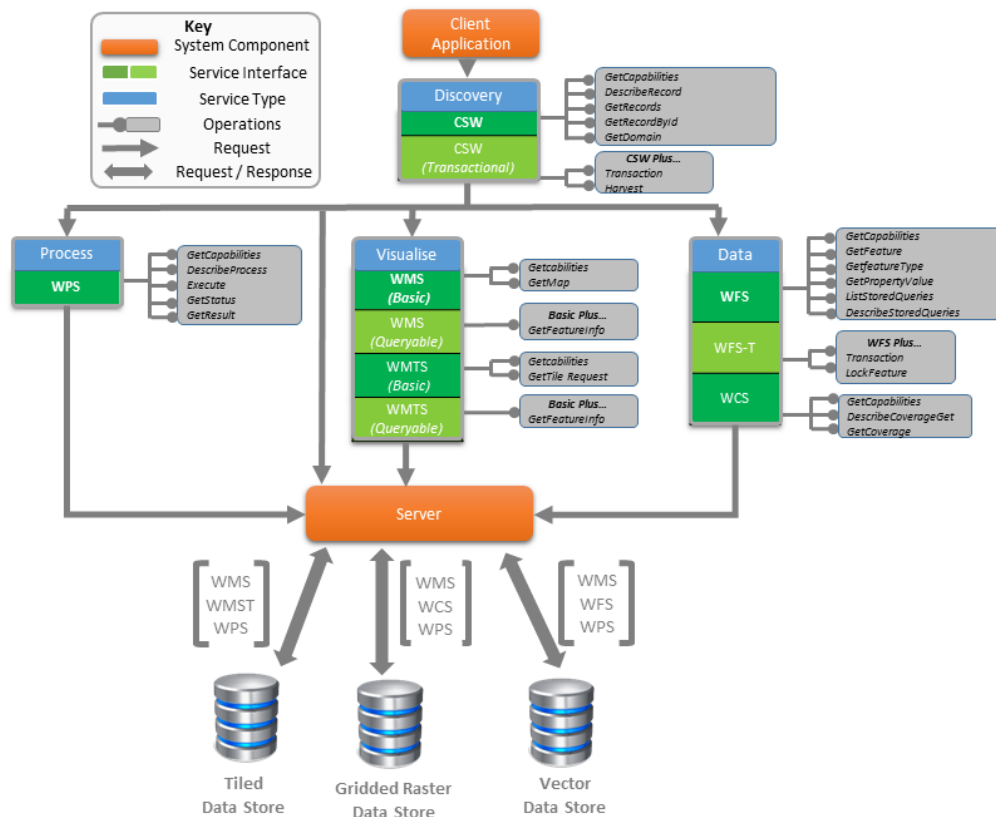 Key
System Component
Service Interface
Service Type
Operations
Request
Request / Response
Client
Application
Discovery
CSW
CSW
(Transactional)
GetCapabilities
DescribeRecord
GetRecords
GetRecordById
GetDomain
CSW Plus...
Transaction
Harvest
Process
WPS
GetCapabilities
DescribeProcess
Execute
GetStatus
GetResult
Visualise
WMS
(Basic)
WMS
(Queryable)
WMTS
(Basic)
WMTS
(Queryable)
Getcabilities
GetMap
Basic Plus...
GetFeatureInfo
Getcabilities
GetTile Request
Basic Plus...
GetFeatureInfo
Data
WFS
WFS-T
WCS
GetCapabilities
GetFeature
GetfeatureType
GetPropertyValue
ListStoredQueries
DescribeStoredQueries
WFS Plus...
Transaction
LockFeature
GetCapabilities
DescribeCoverageGet
GetCoverage
Server
WMS
WMST
WPS
WMS
WCS
WPS
WMS
WFS
WPS
Tiled
Data Store
Gridded Raster
Data Store
Vector
Data Store